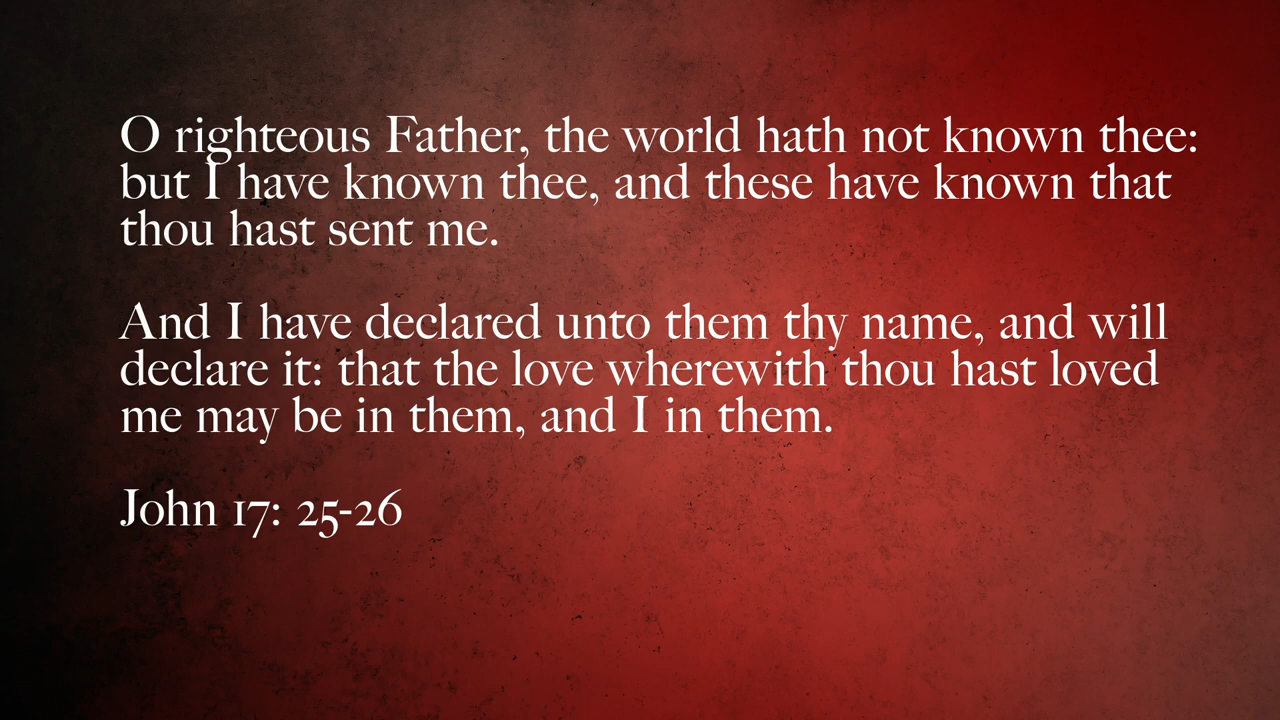 O righteous Father, the world hath not known thee:
but I have known thee, and these have known that
thou hast sent me.
And I have declared unto them thy name, and will
declare it: that the love wherewith thou hast loved
me may be in them, and I in them.
John 17: 25-26